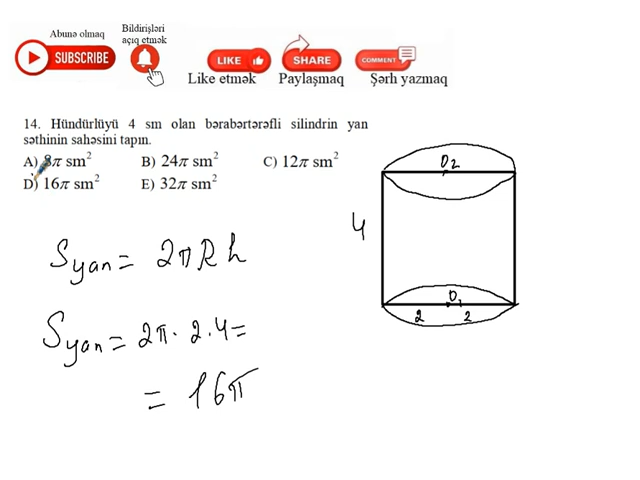 Abunə olmaq
SUBSCRIBE
Bildirişləri
açıq etmək
LIKE
Like etmək
SHARE
Paylaşmaq
COMMENT
Şərh yazmaq
14. Hündürlüyü 4 sm olan bərabərtərəfli silindrin yan
səthinin sahəsini tapın.
A) 8π sm² B) 24π sm² C) 12π sm²
D) 16π sm² E) 32π sm²
O₂
4
O₁
2 2
Syan = 2πRh
Syan = 2π · 2 · 4 =
= 16π